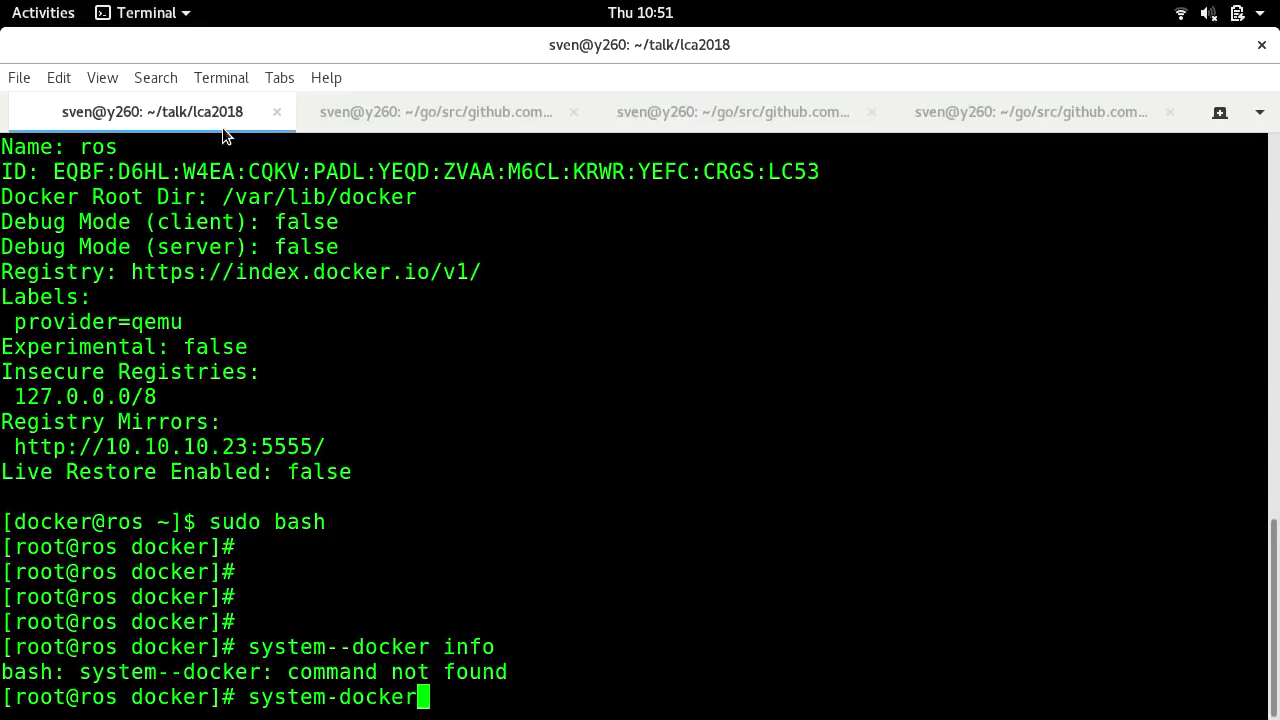 Activities Terminal Thu 10:51
sven@y260: ~/talk/lca2018
File Edit View Search Terminal Tabs Help
sven@y260: ~/talk/lca2018 sven@y260: ~/go/src/github.com... sven@y260: ~/go/src/github.com... sven@y260: ~/go/src/github.com...
Name: ros
ID: EQBF:D6HL:W4EA:CQKV:PADL:YEQD:ZVAA:M6CL:KRWR:YEFC:CRGS:LC53
Docker Root Dir: /var/lib/docker
Debug Mode (client): false
Debug Mode (server): false
Registry: https://index.docker.io/v1/
Labels:
 provider=qemu
Experimental: false
Insecure Registries:
 127.0.0.0/8
Registry Mirrors:
 http://10.10.10.23:5555/
Live Restore Enabled: false
[docker@ros ~]$ sudo bash
[root@ros docker]#
[root@ros docker]#
[root@ros docker]#
[root@ros docker]#
[root@ros docker]# system--docker info
bash: system--docker: command not found
[root@ros docker]# system-docker